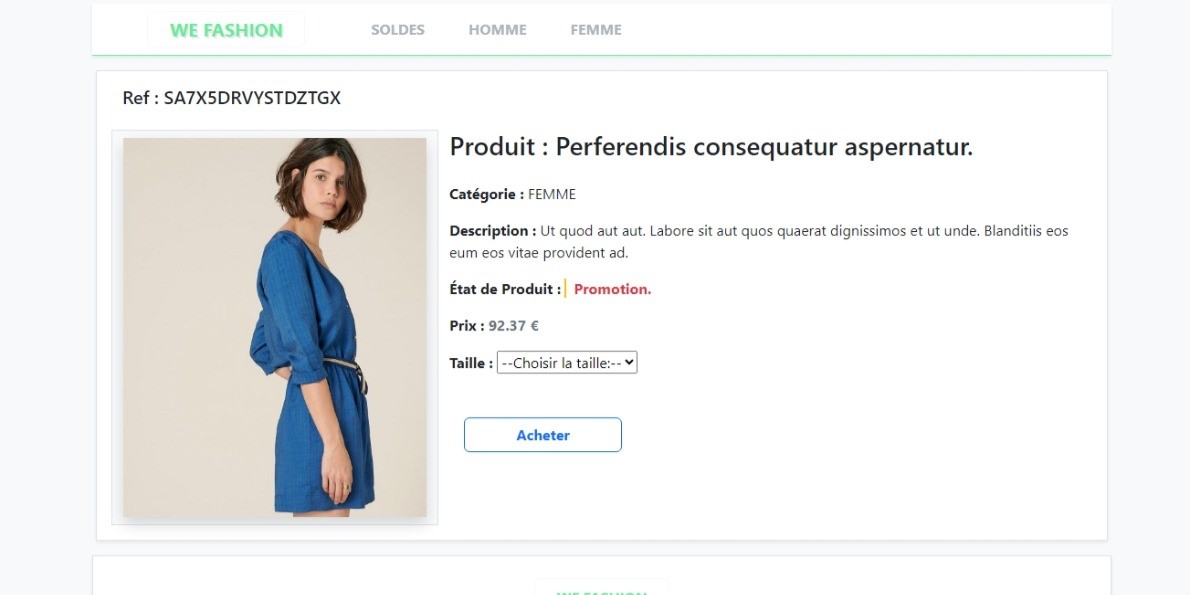 WE FASHION SOLDES HOMME FEMME
Ref : SA7X5DRVYSTDZTGX
Produit : Perferendis consequatur aspernatur.
Catégorie : FEMME
Description : Ut quod aut aut. Labore sit aut quos quaerat dignissimos et ut unde. Blanditiis eos
eum eos vitae provident ad.
État de Produit : Promotion.
Prix : 92.37 €
Taille : --Choisir la taille:--
Acheter
WE FASHION